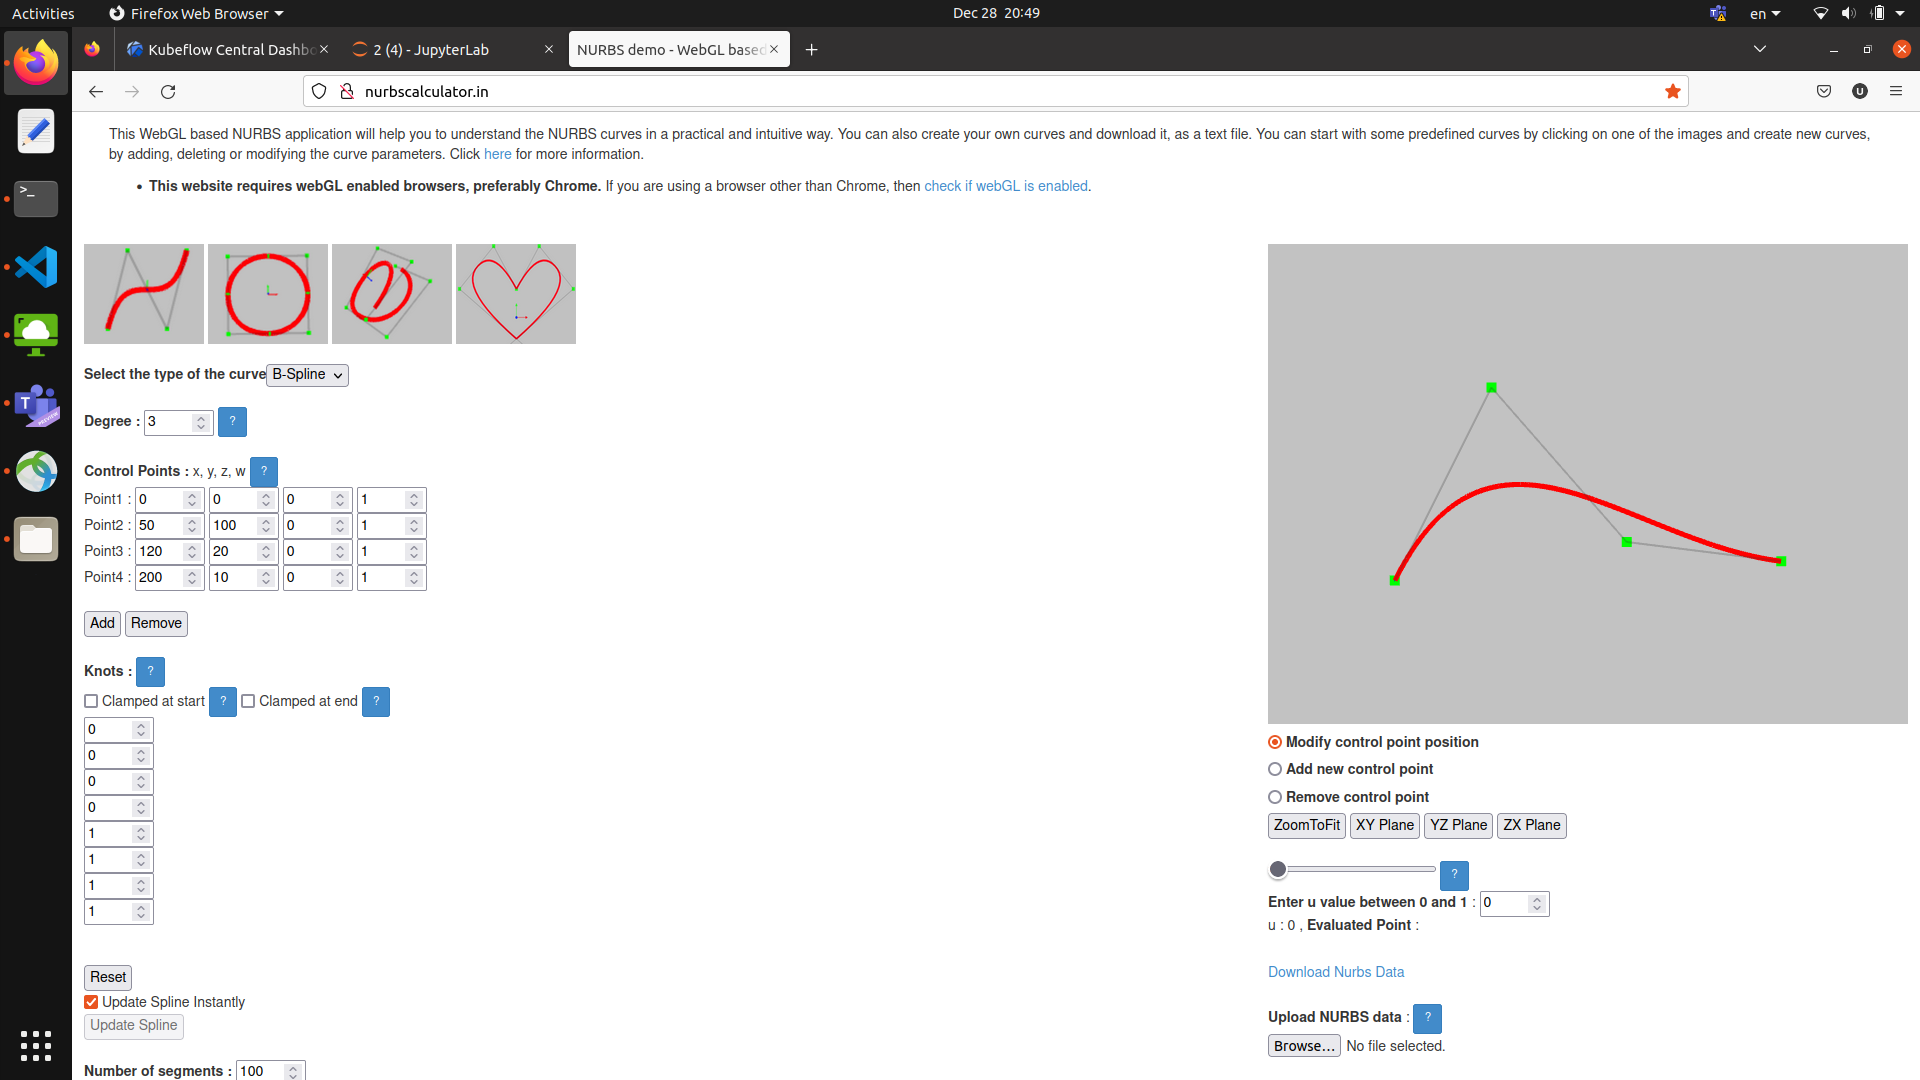 Activities Firefox Web Browser Dec 28 20:49 en
Kubeflow Central Dashbo 2 (4) - JupyterLab NURBS demo - WebGL based
nurbscalculator.in
This WebGL based NURBS application will help you to understand the NURBS curves in a practical and intuitive way. You can also create your own curves and download it, as a text file. You can start with some predefined curves by clicking on one of the images and create new curves,
by adding, deleting or modifying the curve parameters. Click here for more information.
• This website requires webGL enabled browsers, preferably Chrome. If you are using a browser other than Chrome, then check if webGL is enabled.
Select the type of the curve B-Spline
Degree : 3 ?
Control Points : x, y, z, w ?
Point1 : 0 0 0 1
Point2 : 50 100 0 1
Point3 : 120 20 0 1
Point4 : 200 10 0 1
Add Remove
Knots : ?
Clamped at start ? Clamped at end ?
0
0
0
0
1
1
1
1
Reset
Update Spline Instantly
Update Spline
Number of segments : 100
Modify control point position
Add new control point
Remove control point
ZoomToFit XY Plane YZ Plane ZX Plane
?
Enter u value between 0 and 1 : 0
u : 0 , Evaluated Point :
Download Nurbs Data
Upload NURBS data : ?
Browse... No file selected.